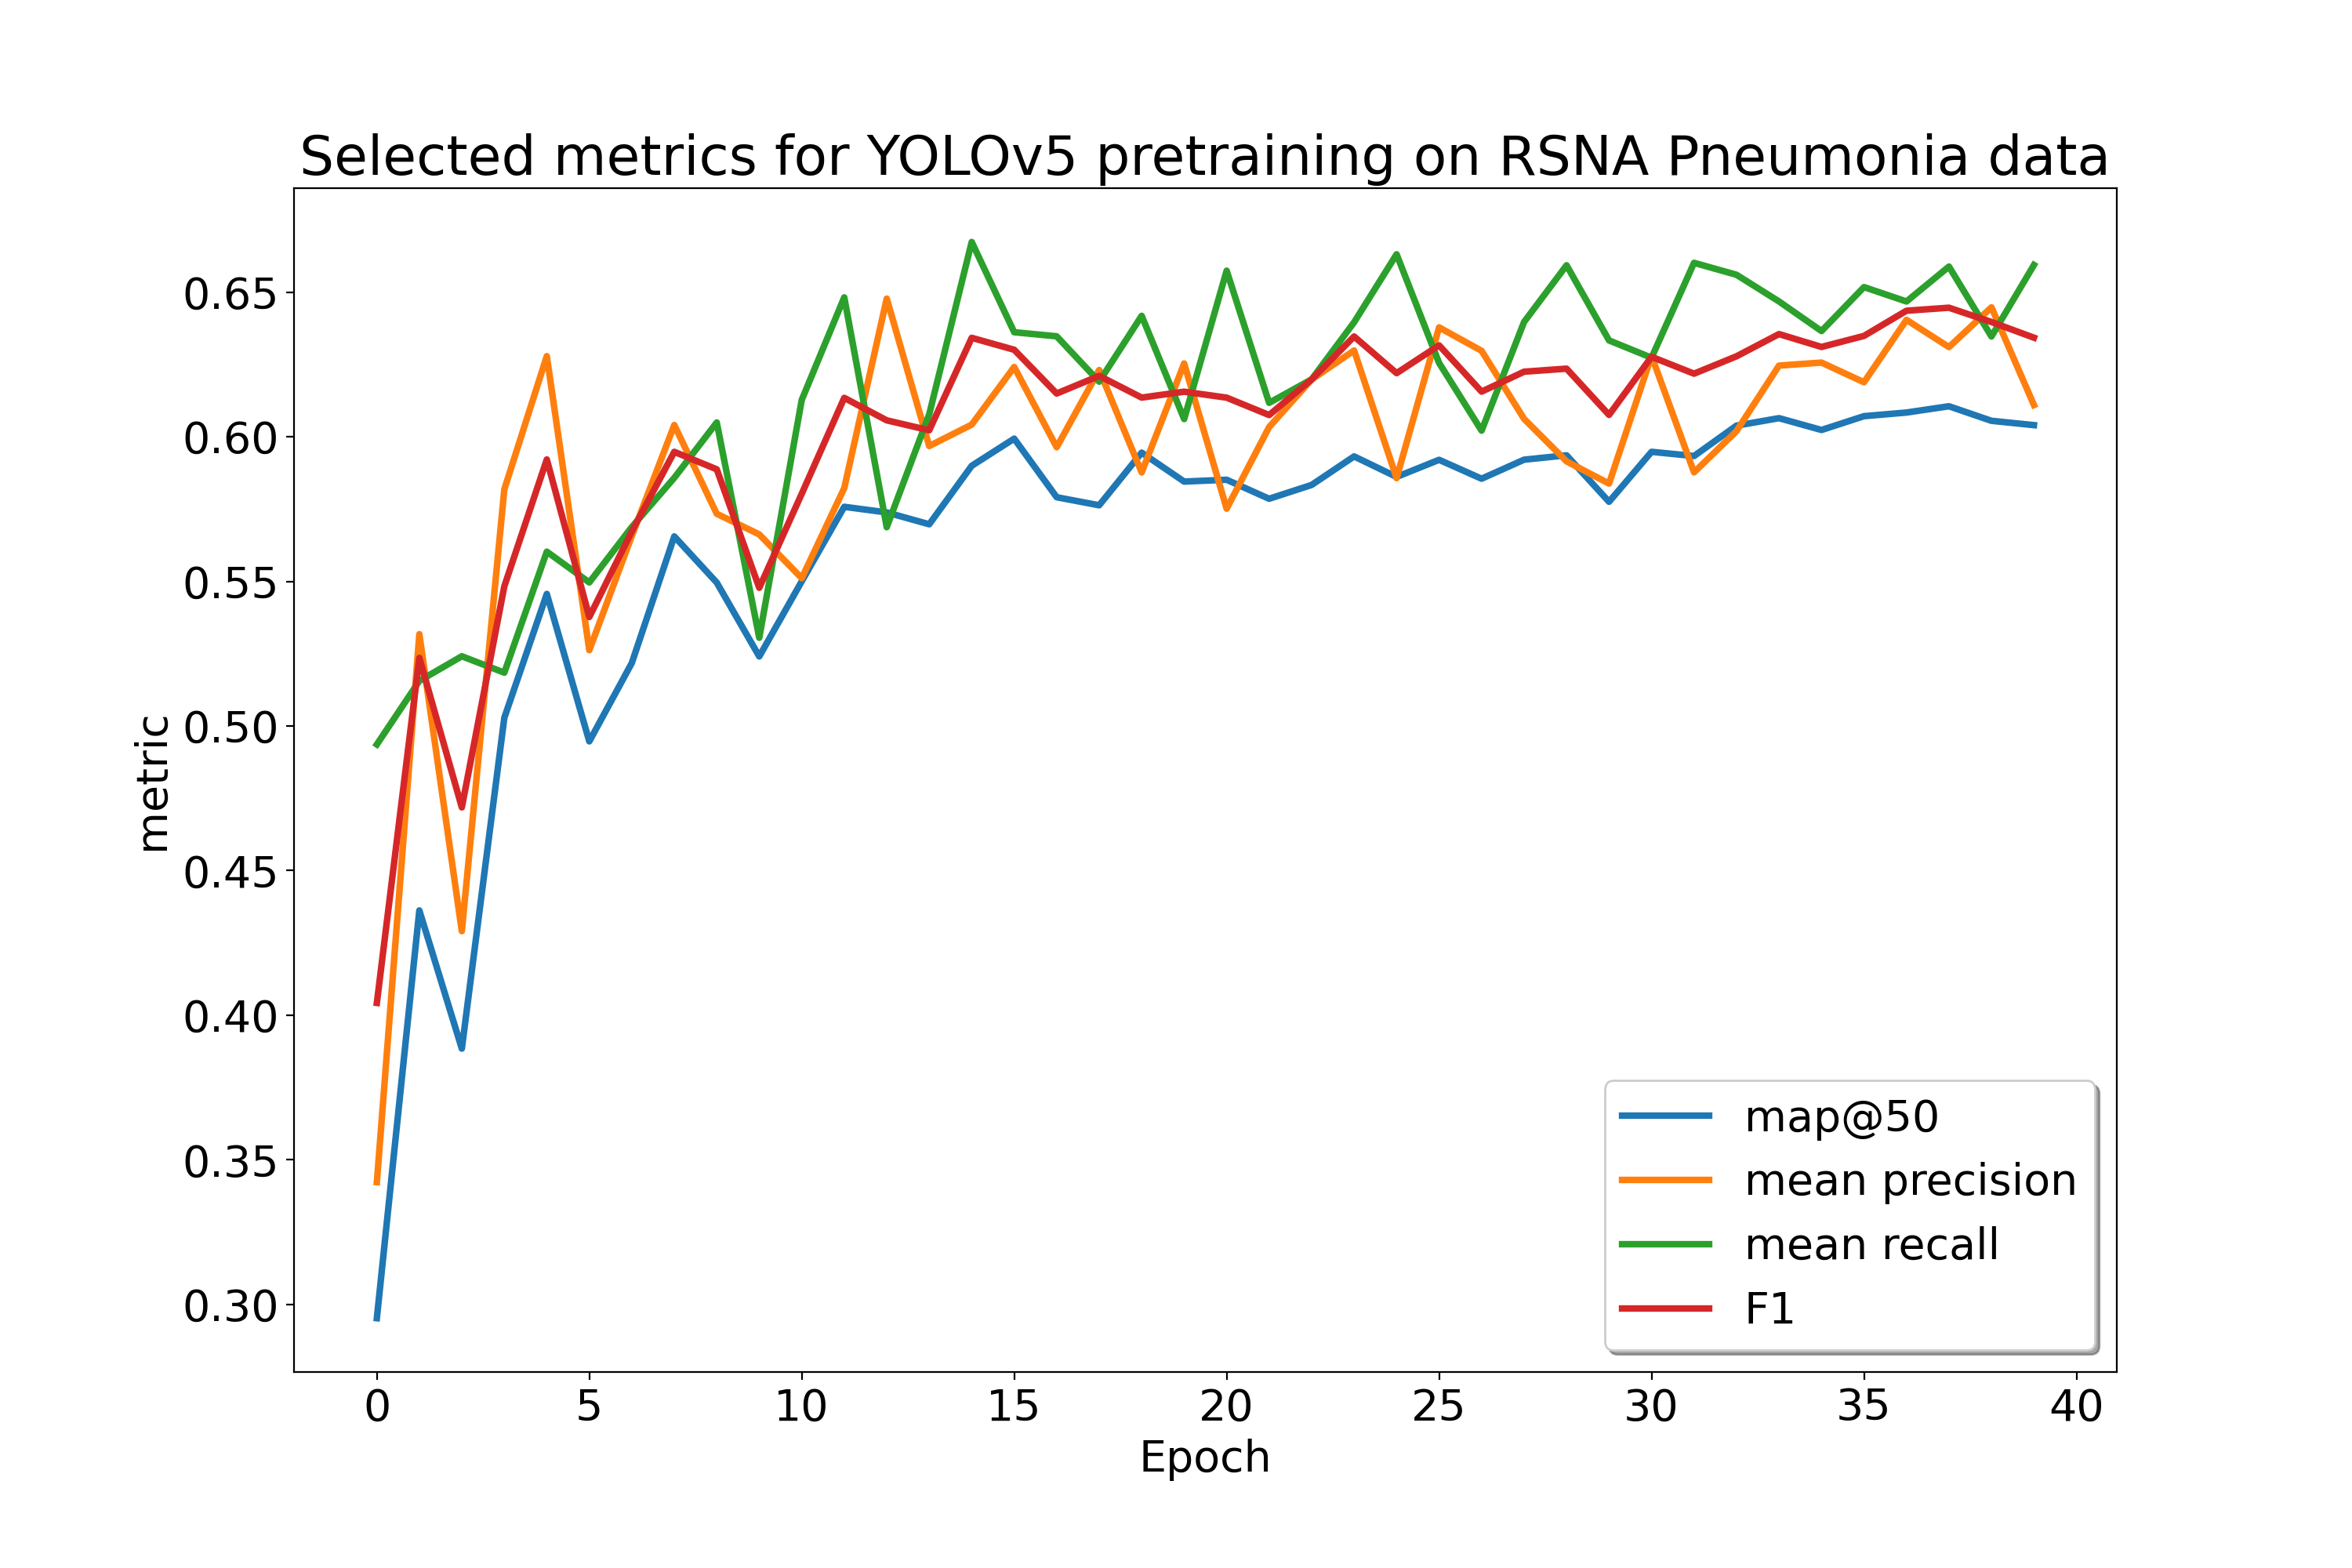 Selected metrics for YOLOv5 pretraining on RSNA Pneumonia data
metric
0.65
0.60
0.55
0.50
0.45
0.40
0.35
0.30
0 5 10 15 20 25 30 35 40
Epoch
map@50
mean precision
mean recall
F1